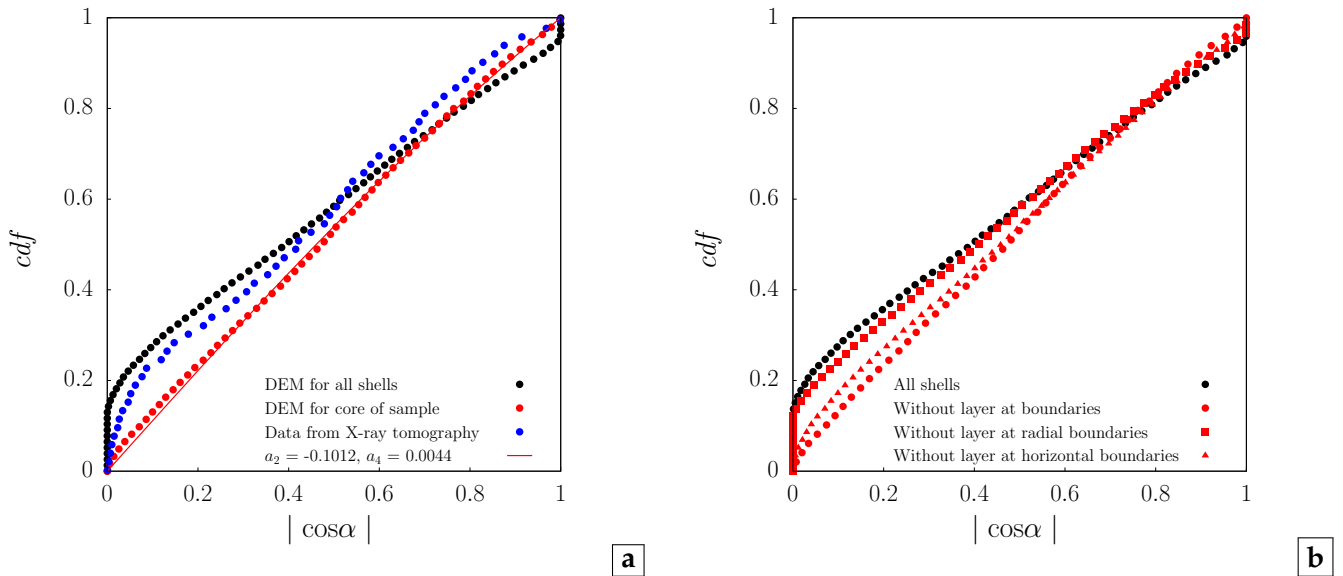 1
0.8
0.6
0.4
0.2
0
cdf
DEM for all shells
DEM for core of sample
Data from X-ray tomography
a₂ = -0.1012, a₄ = 0.0044
0 0.2 0.4 0.6 0.8 1
| cosα |
a
1
0.8
0.6
0.4
0.2
0
cdf
All shells
Without layer at boundaries
Without layer at radial boundaries
Without layer at horizontal boundaries
0 0.2 0.4 0.6 0.8 1
| cosα |
b